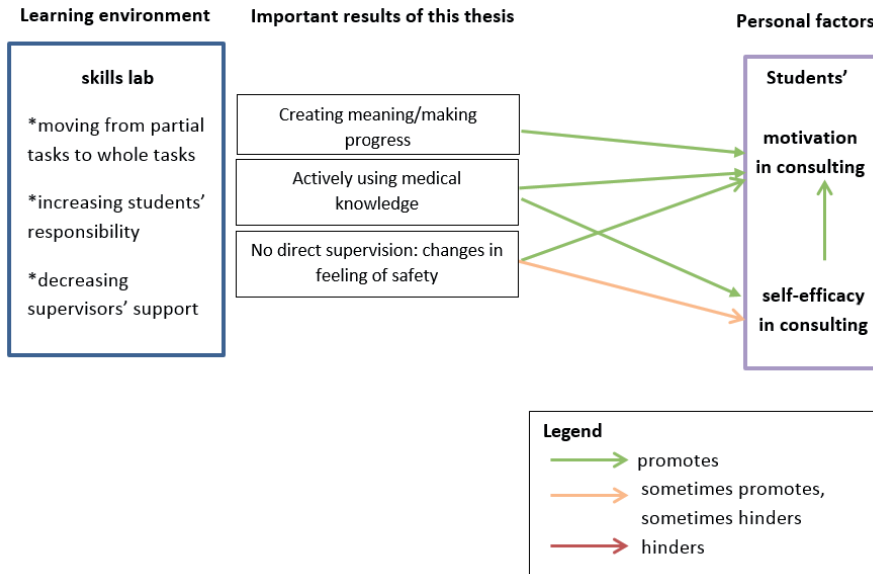 Learning environment
Important results of this thesis
Personal factors
skills lab
*moving from partial
tasks to whole tasks
*increasing students'
responsibility
*decreasing
supervisors' support
Creating meaning/making
progress
Actively using medical
knowledge
No direct supervision: changes in
feeling of safety
Students'
motivation
in consulting
self-efficacy
in consulting
Legend
promotes
sometimes promotes,
sometimes hinders
hinders